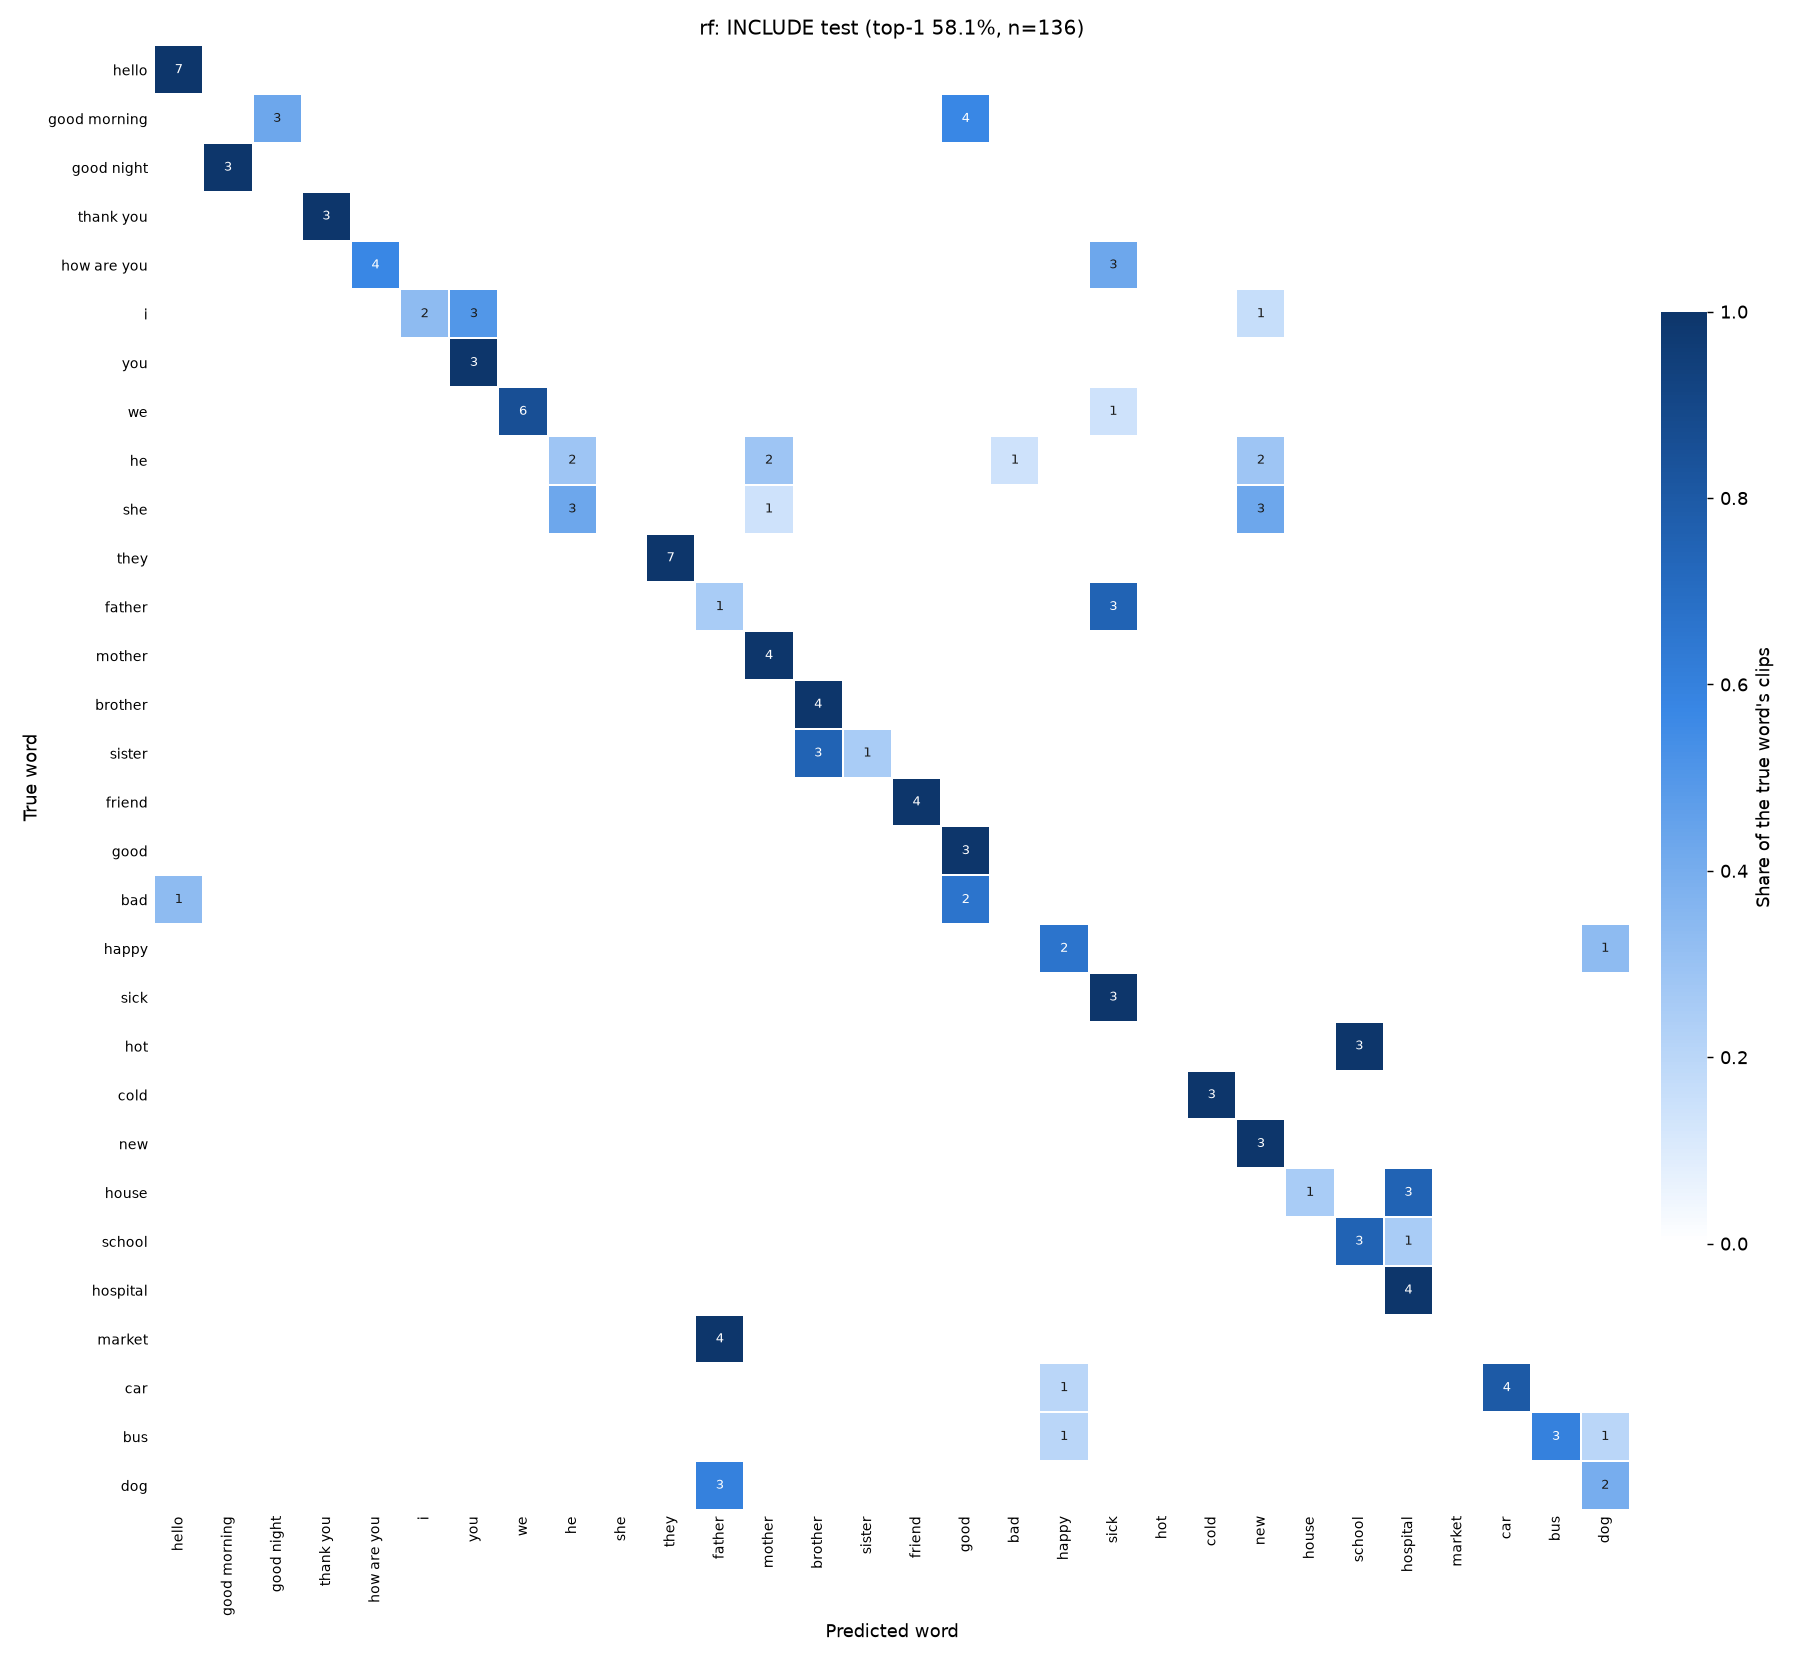 rf: INCLUDE test (top-1 58.1%, n=136)
hello 7
good morning 3 4
good night 3
thank you 3
how are you 4 3
i 2 3 1
you 3
we 6 1
he 2 2 1 2
she 3 1 3
they 7
father 1 3
mother 4
brother 4
sister 3 1
friend 4
good 3
bad 1 2
happy 2 1
sick 3
hot 3
cold 3
new 3
house 1 3
school 3 1
hospital 4
market 4
car 1 4
bus 1 3 1
dog 3 2
True word
hello
good morning
good night
thank you
how are you
i
you
we
he
she
they
father
mother
brother
sister
friend
good
bad
happy
sick
hot
cold
new
house
school
hospital
market
car
bus
dog
Predicted word
1.0
0.8
0.6
0.4
0.2
0.0
Share of the true word's clips